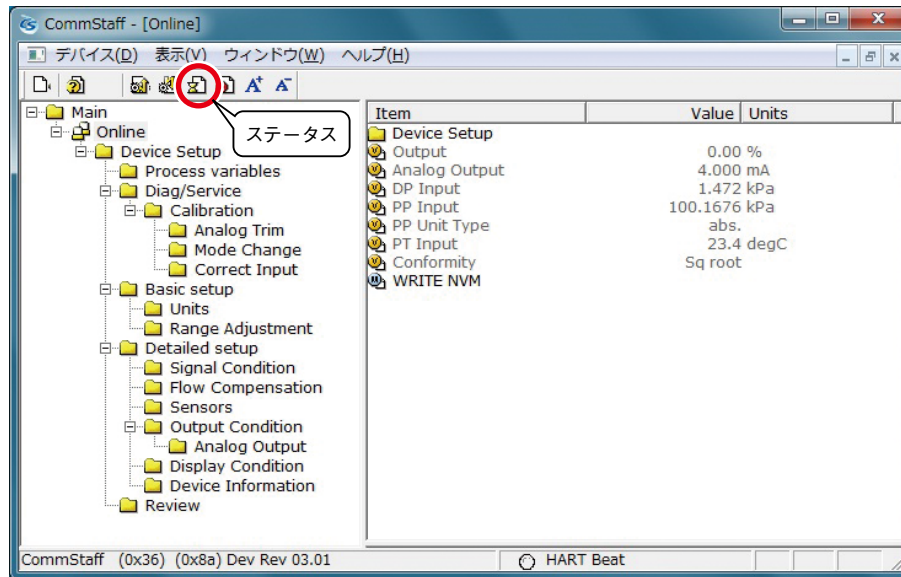 CommStaff - [Online]
デバイス(D) 表示(V) ウィンドウ(W) ヘルプ(H)
A+ A-
ステータス
Main
Online
Device Setup
Process variables
Diag/Service
Calibration
Analog Trim
Mode Change
Correct Input
Basic setup
Units
Range Adjustment
Detailed setup
Signal Condition
Flow Compensation
Sensors
Output Condition
Analog Output
Display Condition
Device Information
Review
Item Value Units
Device Setup
Output 0.00 %
Analog Output 4.000 mA
DP Input 1.472 kPa
PP Input 100.1676 kPa
PP Unit Type abs.
PT Input 23.4 degC
Conformity Sq root
WRITE NVM
CommStaff (0x36) (0x8a) Dev Rev 03.01 HART Beat